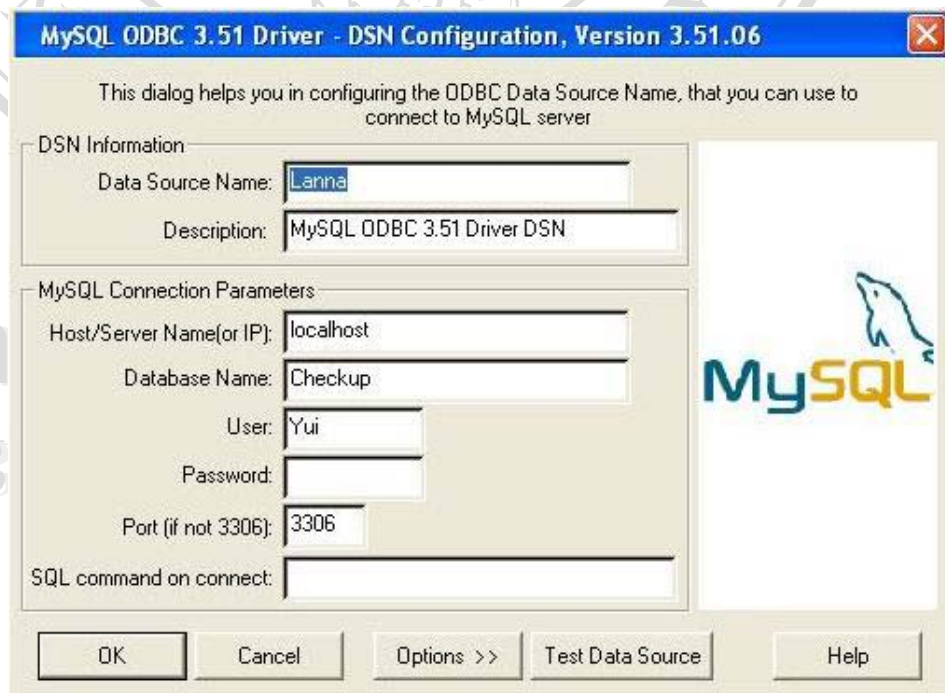 MySQL ODBC 3.51 Driver - DSN Configuration, Version 3.51.06
This dialog helps you in configuring the ODBC Data Source Name, that you can use to
connect to MySQL server
DSN Information
Data Source Name: Lanna
Description: MySQL ODBC 3.51 Driver DSN
MySQL Connection Parameters
Host/Server Name(or IP): localhost
Database Name: Checkup
User: Yui
Password:
Port (if not 3306): 3306
SQL command on connect:
MySQL
OK Cancel Options >> Test Data Source Help